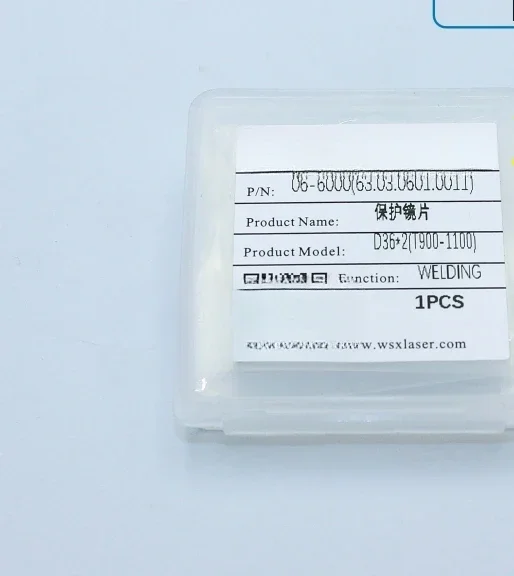 P/N: 06-6000(63.03.0601.0011)
Product Name: 保护镜片
Product Model: D36*2(T900-1100)
Function: WELDING
1PCS
www.wsxlaser.com